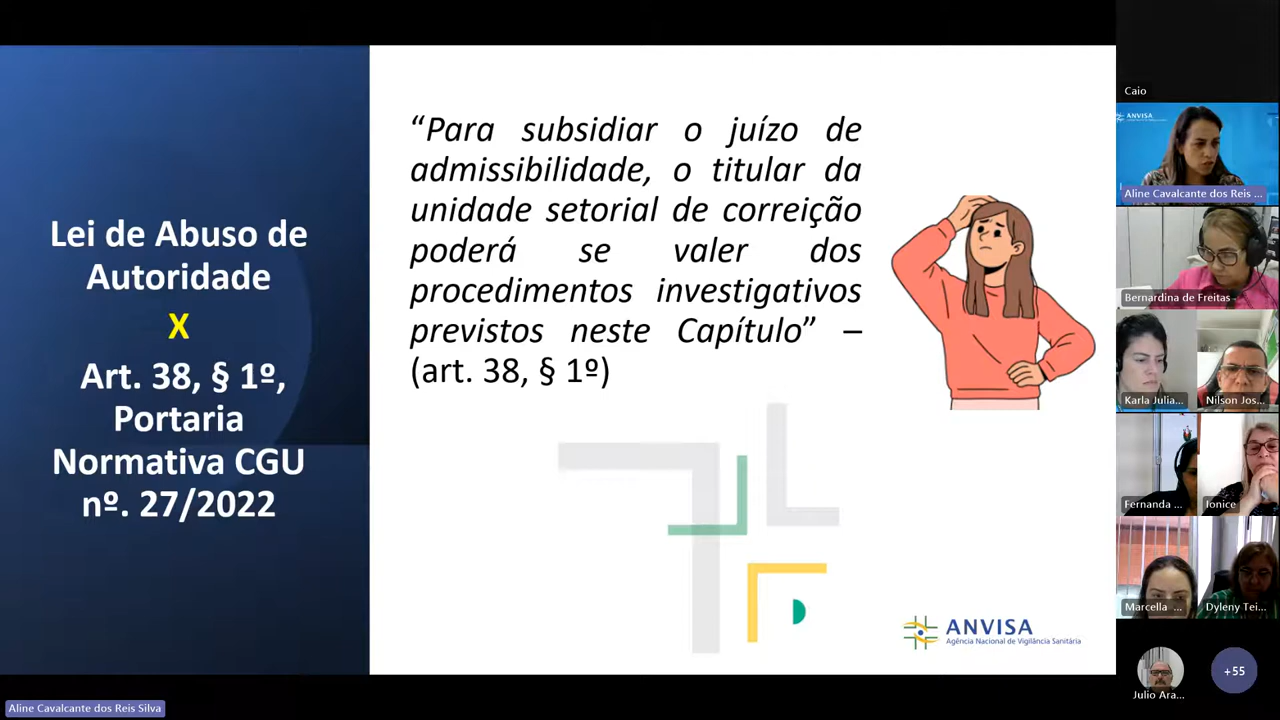 Lei de Abuso de
Autoridade
X
Art. 38, § 1º,
Portaria
Normativa CGU
nº. 27/2022
“Para subsidiar o juízo de
admissibilidade, o titular da
unidade setorial de correição
poderá se valer dos
procedimentos investigativos
previstos neste Capítulo” –
(art. 38, § 1º)
ANVISA
Agência Nacional de Vigilância Sanitária
Caio
ANVISA
Aline Cavalcante dos Reis ...
Bernardina de Freitas
Karla Julia...
Nilson Jos...
Fernanda ...
Ionice
Marcella ...
Dyleny Tei...
Julio Ara...
+55
Aline Cavalcante dos Reis Silva